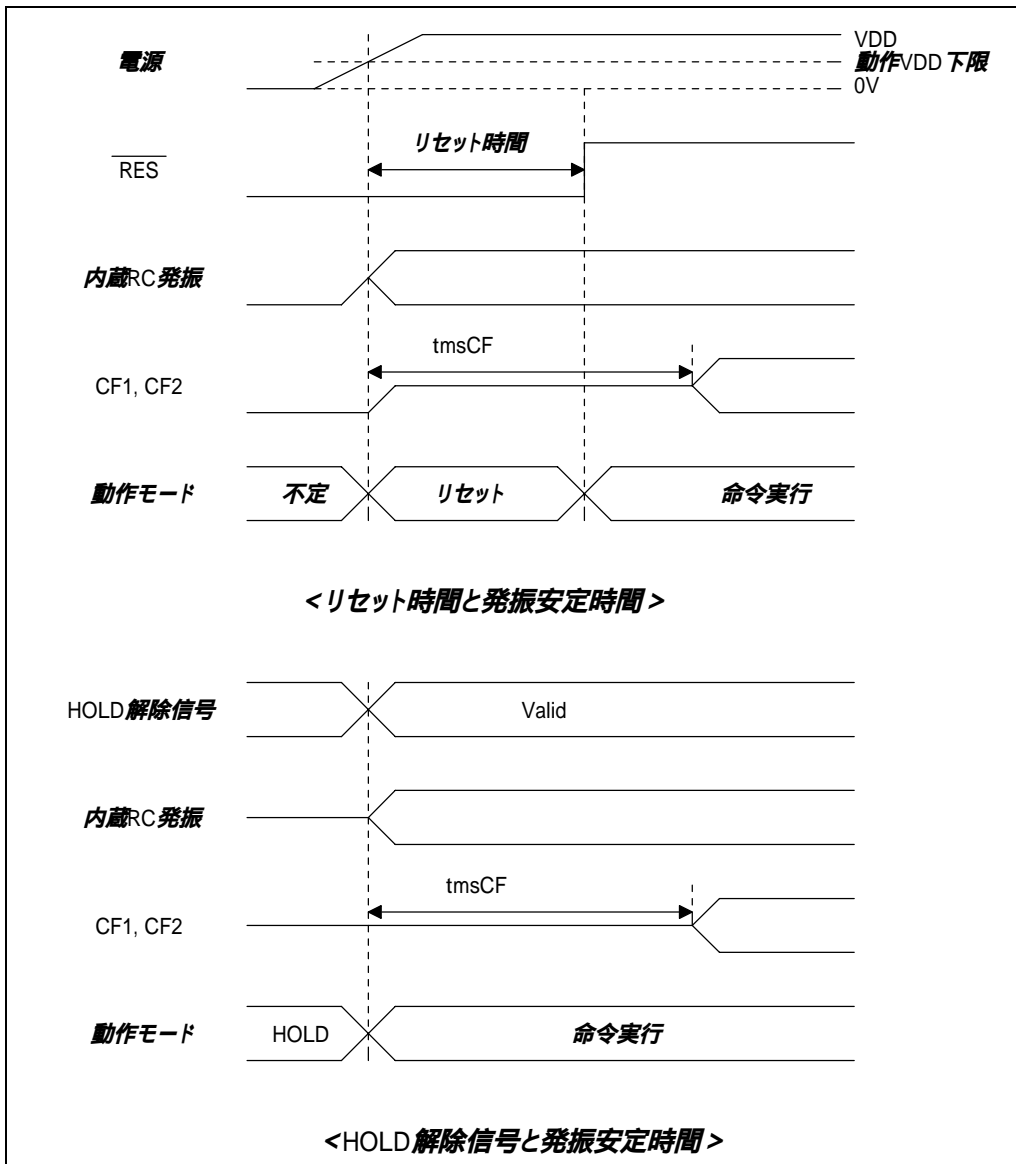 VDD
電源
動作VDD下限
0V
リセット時間
RES
内蔵RC発振
tmsCF
CF1, CF2
動作モード
不定
リセット
命令実行
<リセット時間と発振安定時間>
HOLD解除信号
Valid
内蔵RC発振
tmsCF
CF1, CF2
動作モード
HOLD
命令実行
<HOLD解除信号と発振安定時間>